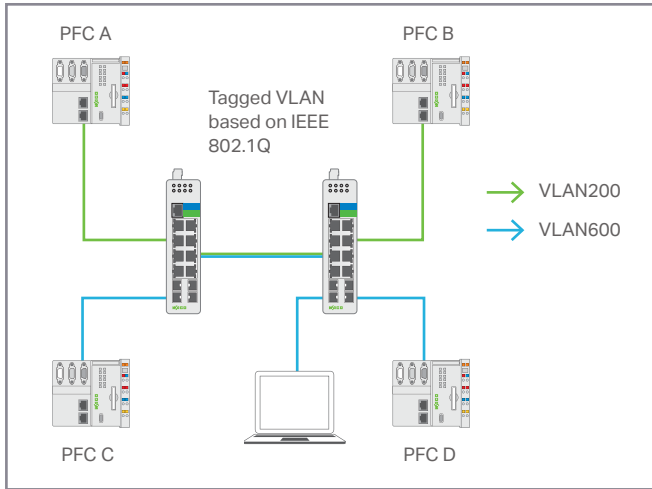 PFC A
PFC B
Tagged VLAN
based on IEEE
802.1Q
VLAN200
VLAN600
PFC C
PFC D